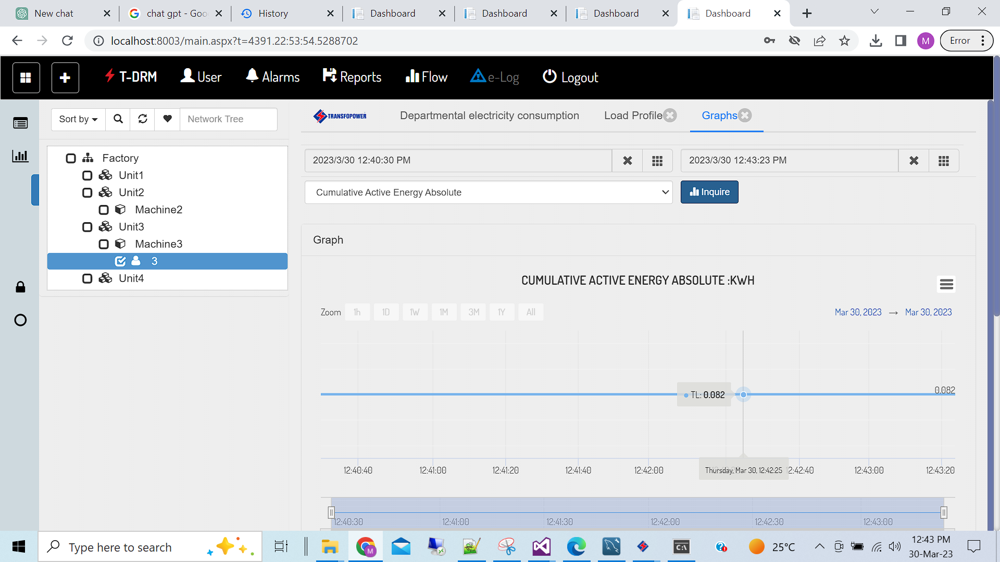 New chat
chat gpt - Goo
History
Dashboard
Dashboard
Dashboard
Dashboard
localhost:8003/main.aspx?t=4391.22:53:54.5288702
M
Error
T-DRM
User
Alarms
Reports
Flow
e-Log
Logout
Sort by
Network Tree
TRANSFOPOWER
Departmental electricity consumption
Load Profile
Graphs
Factory
Unit1
Unit2
Machine2
Unit3
Machine3
3
Unit4
2023/3/30 12:40:30 PM
2023/3/30 12:43:23 PM
Cumulative Active Energy Absolute
Inquire
Graph
CUMULATIVE ACTIVE ENERGY ABSOLUTE :KWH
Zoom 1h 1D 1W 1M 3M 1Y All
Mar 30, 2023 → Mar 30, 2023
TL: 0.082
0.082
12:40:40 12:41:00 12:41:20 12:41:40 12:42:00 12:42:40 12:43:00 12:43:20
Thursday, Mar 30, 12:42:25
12:40:30 12:41:00 12:41:30 12:42:00 12:42:30 12:43:00
Type here to search
M
C:\
25°C
12:43 PM
30-Mar-23